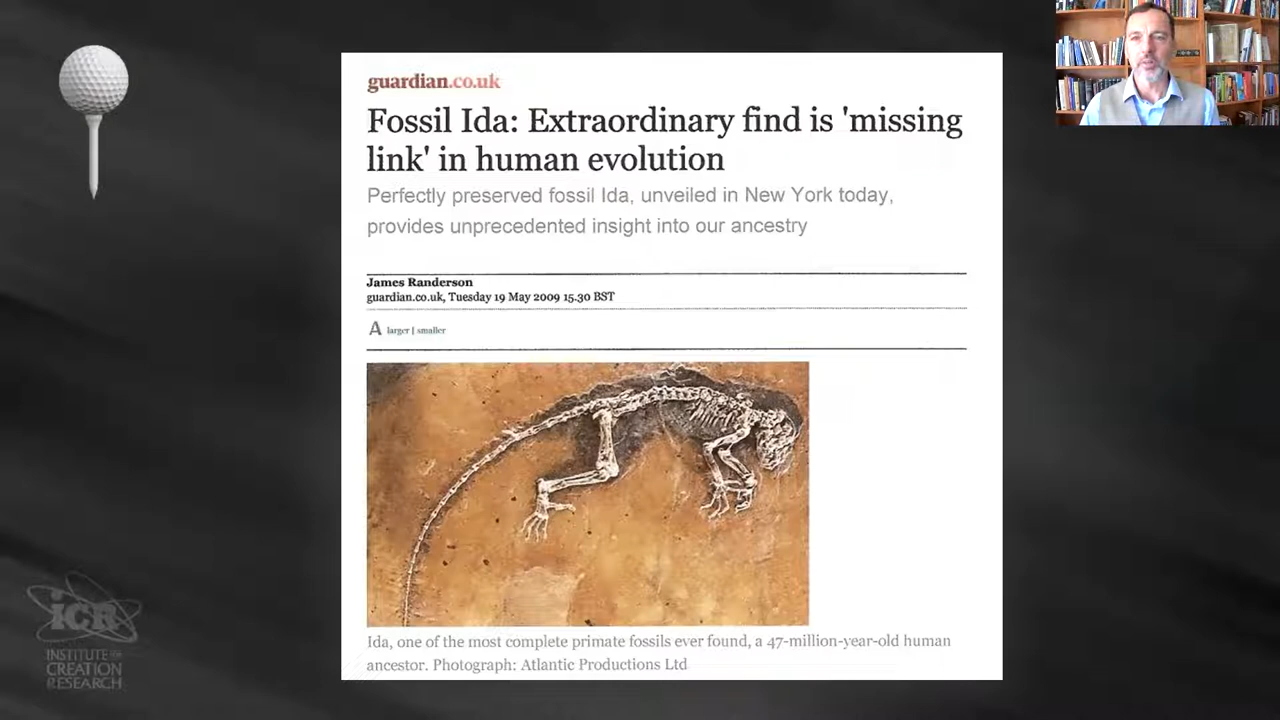 guardian.co.uk
Fossil Ida: Extraordinary find is 'missing
link' in human evolution
Perfectly preserved fossil Ida, unveiled in New York today,
provides unprecedented insight into our ancestry
James Randerson
guardian.co.uk, Tuesday 19 May 2009 15.30 BST
A larger | smaller
Ida, one of the most complete primate fossils ever found, a 47-million-year-old human
ancestor. Photograph: Atlantic Productions Ltd
iCR
INSTITUTE FOR
CREATION
RESEARCH